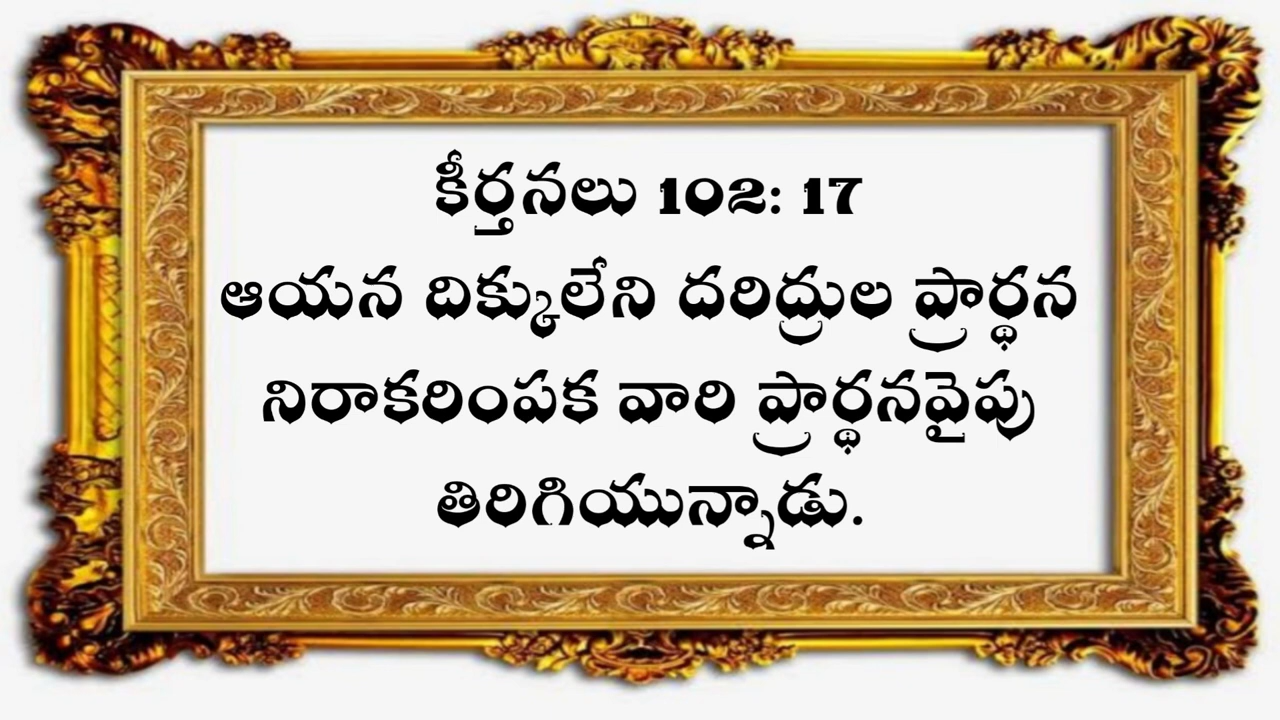 కీర్తనలు 102: 17
ఆయన దిక్కులేని దరిద్రుల ప్రార్థన
నిరాకరింపక వారి ప్రార్థనవైపు
తిరిగియున్నాడు.